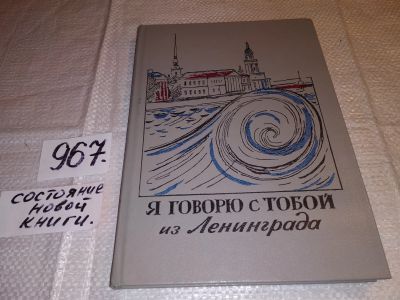 967.
состояние
новой
книги.
Я ГОВОРЮ С ТОБОЙ
из Ленинграда